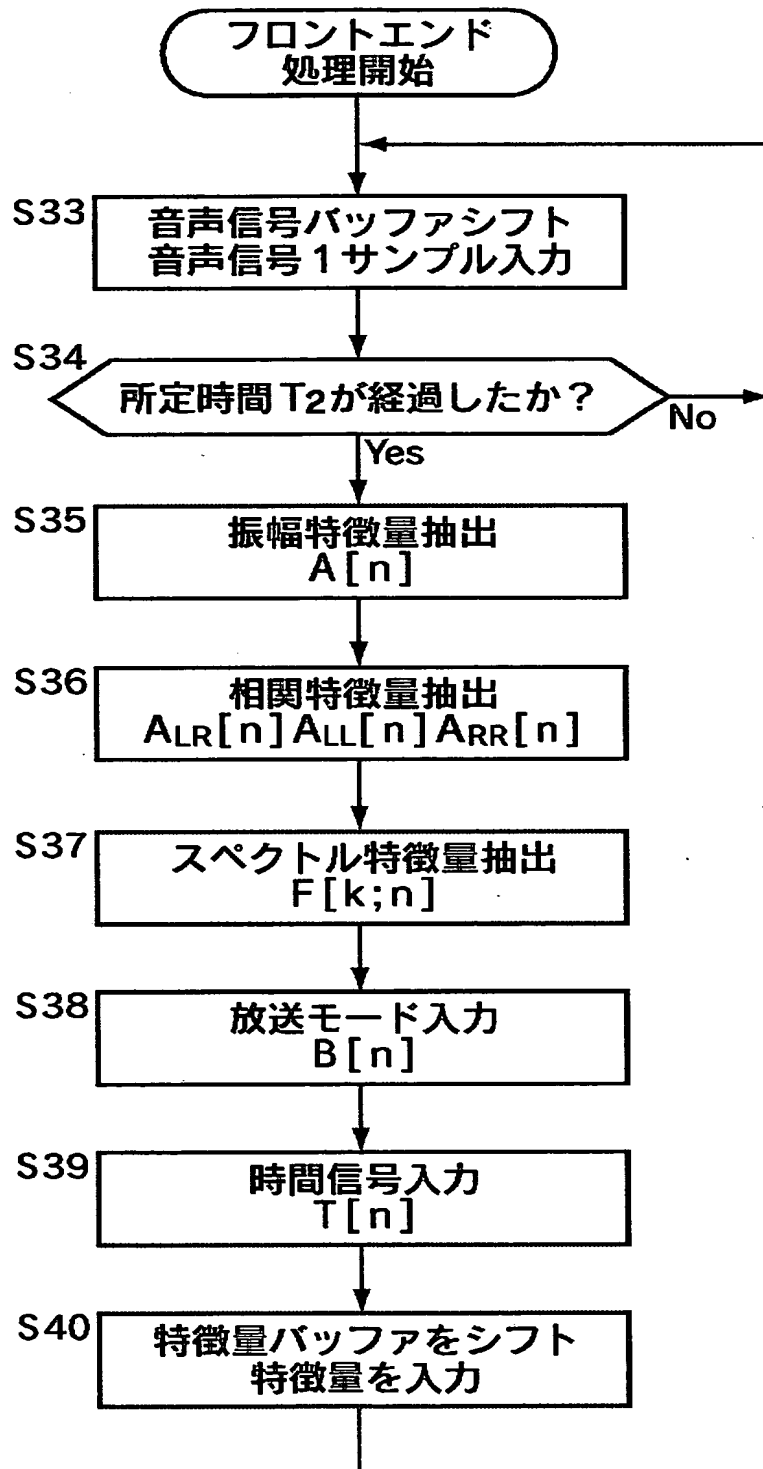 フロントエンド
処理開始
S33
音声信号バッファシフト
音声信号1サンプル入力
S34
所定時間T2が経過したか？
No
Yes
S35
振幅特徴量抽出
A[n]
S36
相関特徴量抽出
ALR[n]ALL[n]ARR[n]
S37
スペクトル特徴量抽出
F[k;n]
S38
放送モード入力
B[n]
S39
時間信号入力
T[n]
S40
特徴量バッファをシフト
特徴量を入力